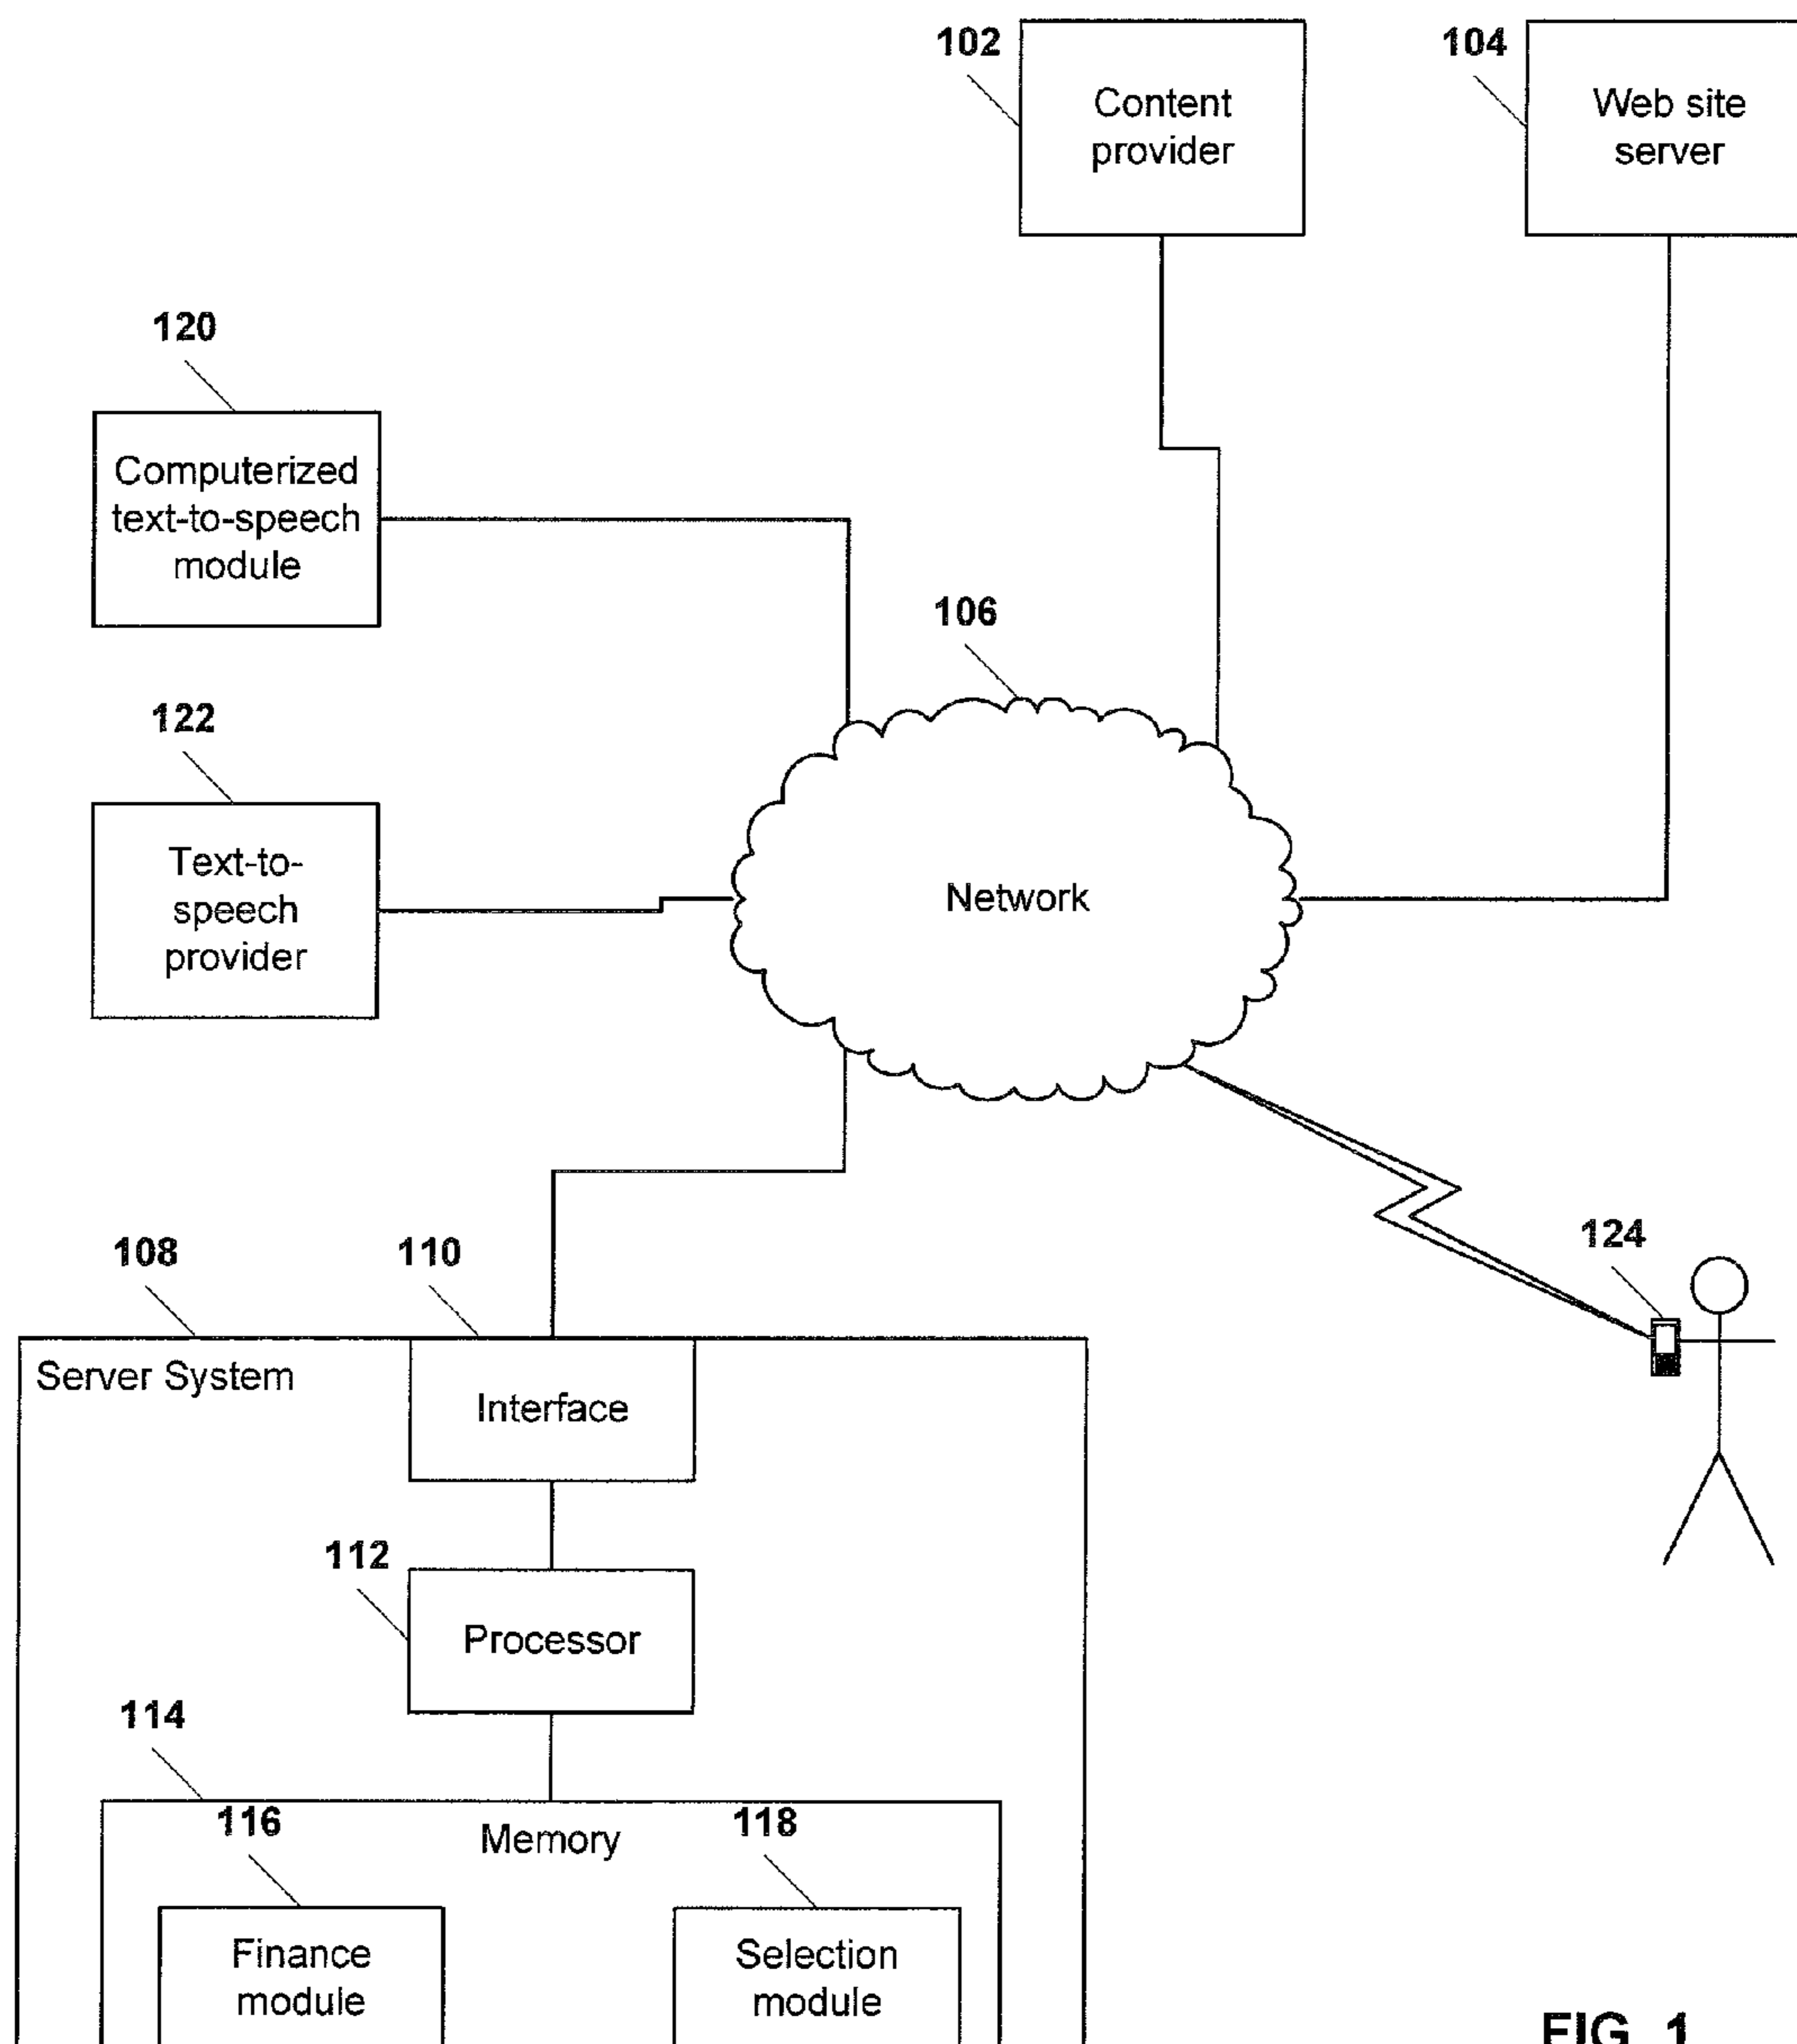 102
Content
provider
104
Web site
server
120
Computerized
text-to-speech
module
106
Network
122
Text-to-
speech
provider
108
Server System
110
Interface
124
112
Processor
114
Memory
116
Finance
module
118
Selection
module
FIG. 1